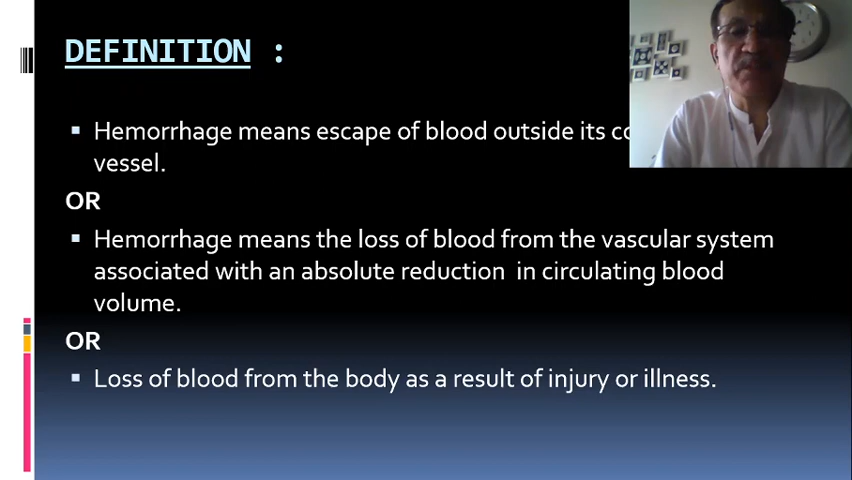 DEFINITION :
▪ Hemorrhage means escape of blood outside its
vessel.
OR
▪ Hemorrhage means the loss of blood from the vascular system
associated with an absolute reduction in circulating blood
volume.
OR
▪ Loss of blood from the body as a result of injury or illness.